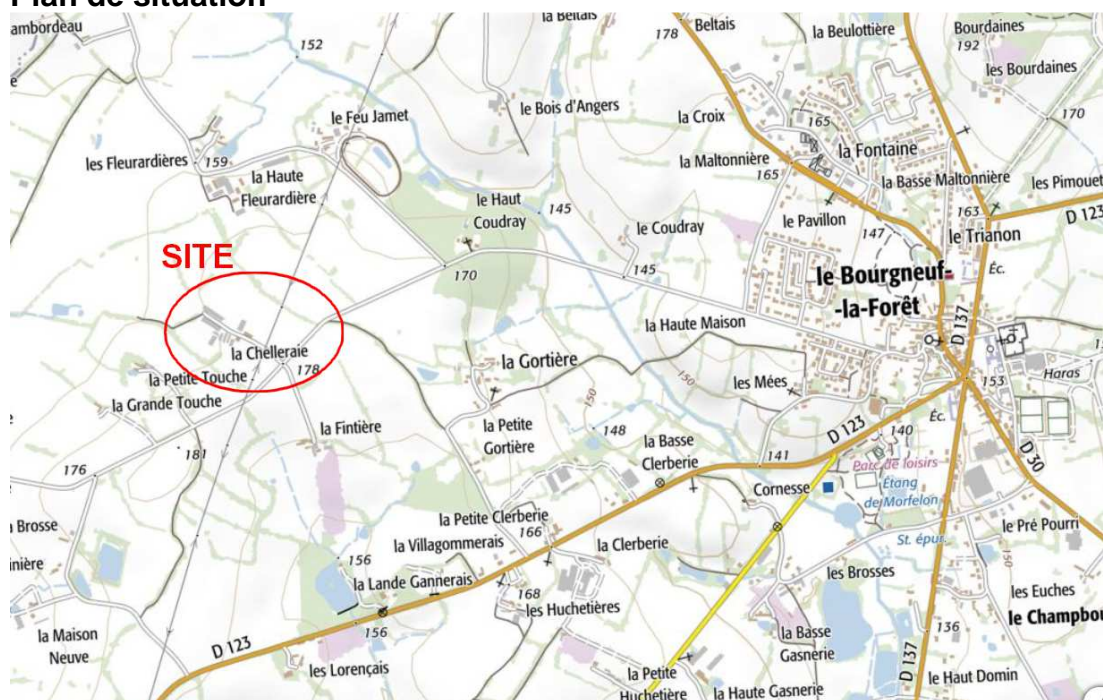 Plan de situation
ambordeau
152
la Beltais
178
Beltais
la Beulottière
Bourdaines
192
les Bourdaines
le Feu Jamet
le Bois d'Angers
la Croix
165
170
les Fleurardières
159
la Haute
Fleurardière
la Maltonnière
165
la Fontaine
la Basse Maltonnière
les Pimouet
le Haut
Coudray
145
le Coudray
le Pavillon
147
163
le Trianon
D 123
SITE
170
145
le Bourgneuf-
-la-Forêt
Éc.
D 137
la Haute Maison
la Chelleraie
178
la Petite Touche
la Grande Touche
la Gortière
150
les Mées
153
Haras
la Fintière
la Petite
Gortière
150
148
la Basse
Clerberie
D 123
140
Éc.
D 30
181
176
141
Parc de loisirs
Étang
de Morfelon
Cornesse
a Brosse
inière
la Petite Clerberie
166
la Villagommerais
la Clerberie
St. épur.
le Pré Pourri
150
156
la Lande Gannerais
168
les Huchetières
les Brosses
les Euches
le Champbou
la Maison
Neuve
D 123
156
les Lorençais
la Basse
Gasnerie
136
D 137
la Petite
Huchetière
la Haute Gasnerie
le Haut Domin